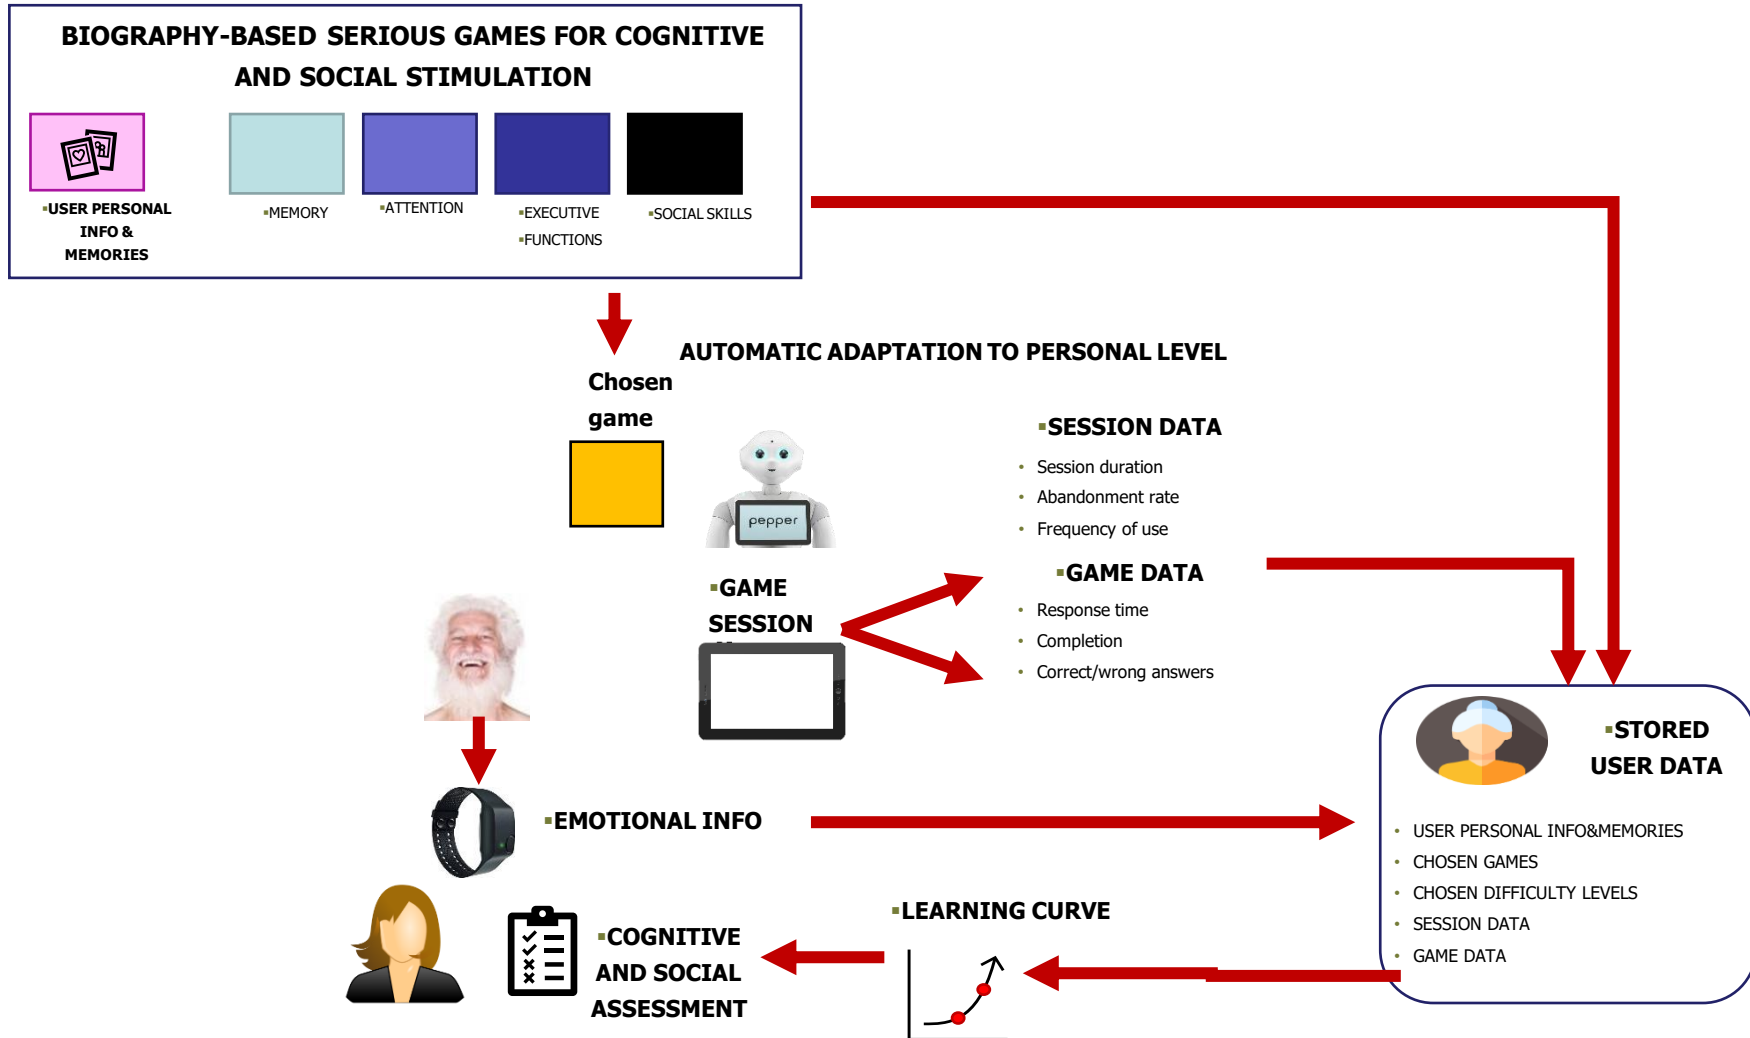 BIOGRAPHY-BASED SERIOUS GAMES FOR COGNITIVE
AND SOCIAL STIMULATION
▪USER PERSONAL
INFO &
MEMORIES
▪MEMORY
▪ATTENTION
▪EXECUTIVE
▪FUNCTIONS
▪SOCIAL SKILLS
AUTOMATIC ADAPTATION TO PERSONAL LEVEL
Chosen
game
pepper
▪GAME
SESSION
▪SESSION DATA
• Session duration
• Abandonment rate
• Frequency of use
▪GAME DATA
• Response time
• Completion
• Correct/wrong answers
▪STORED
USER DATA
• USER PERSONAL INFO&MEMORIES
• CHOSEN GAMES
• CHOSEN DIFFICULTY LEVELS
• SESSION DATA
• GAME DATA
▪EMOTIONAL INFO
▪LEARNING CURVE
▪COGNITIVE
AND SOCIAL
ASSESSMENT